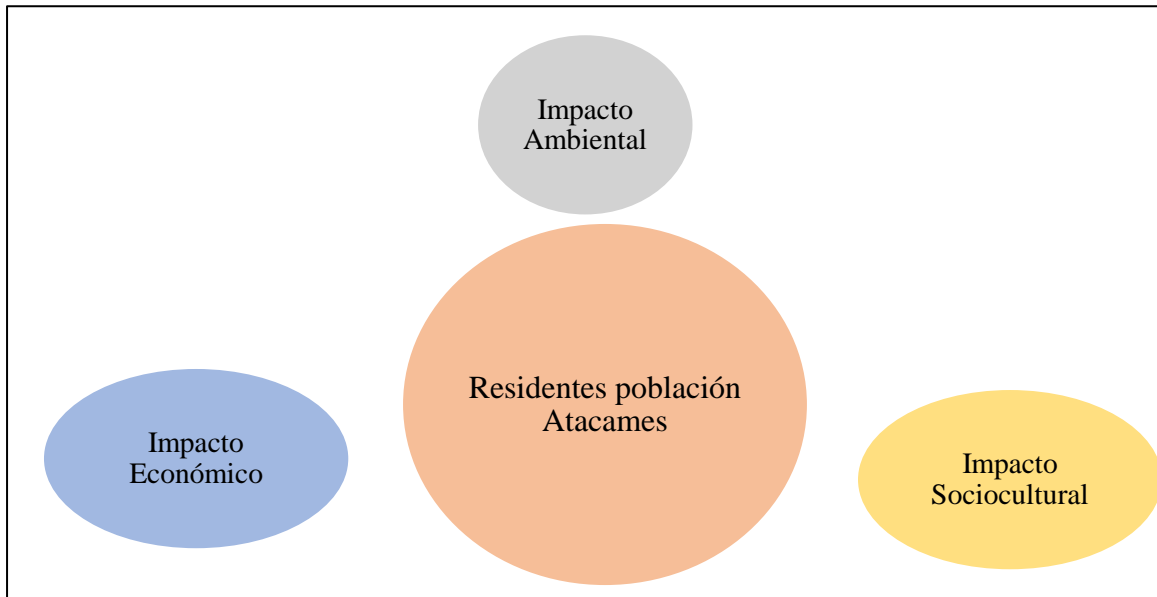 Impacto
Ambiental
Residentes población
Atacames
Impacto
Económico
Impacto
Sociocultural